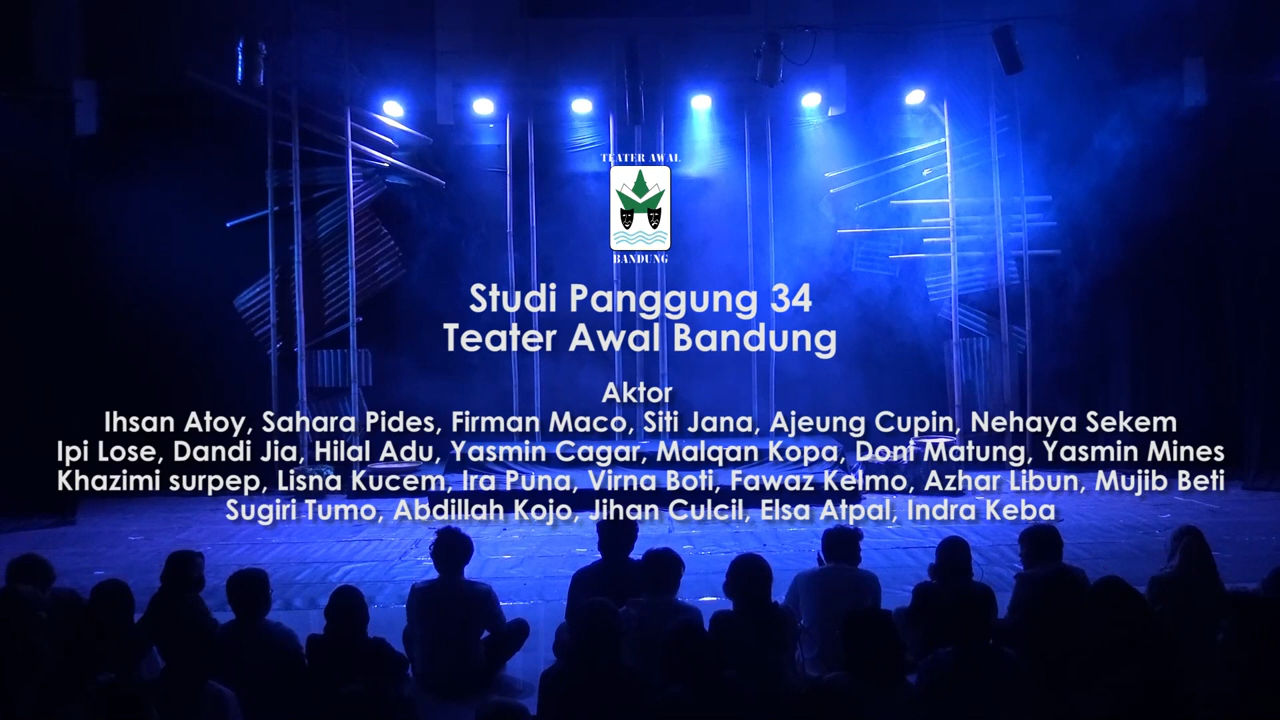 TEATER AWAL
BANDUNG
Studi Panggung 34
Teater Awal Bandung
Aktor
Ihsan Atoy, Sahara Pides, Firman Maco, Siti Jana, Ajeung Cupin, Nehaya Sekem
Ipi Lose, Dandi Jia, Hilal Adu, Yasmin Cagar, Malqan Kopa, Doni Matung, Yasmin Mines
Khazimi surpep, Lisna Kucem, Ira Puna, Virna Boti, Fawaz Kelmo, Azhar Libun, Mujib Beti
Sugiri Tumo, Abdillah Kojo, Jihan Culcil, Elsa Atpal, Indra Keba